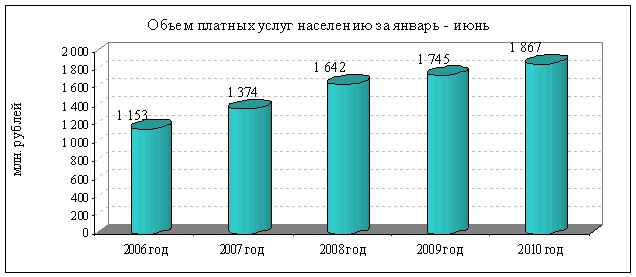 Объем платных услуг населению за январь - июнь
млн. рублей
2 000
1 800
1 600
1 400
1 200
1 000
800
600
400
200
0
1 153
1 374
1 642
1 745
1 867
2006 год
2007 год
2008 год
2009 год
2010 год